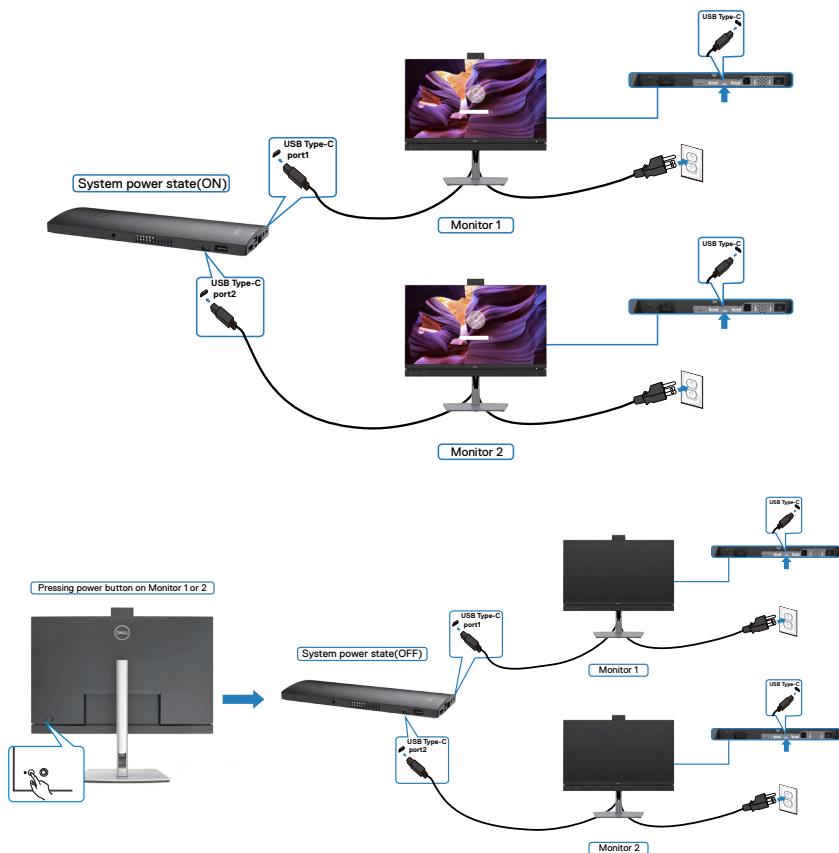 USB Type-C
USB Type-C
port1
System power state(ON)
Monitor 1
USB Type-C
USB Type-C
port2
Monitor 2
USB Type-C
Pressing power button on Monitor 1 or 2
DELL
USB Type-C
port1
System power state(OFF)
Monitor 1
USB Type-C
USB Type-C
port2
Monitor 2